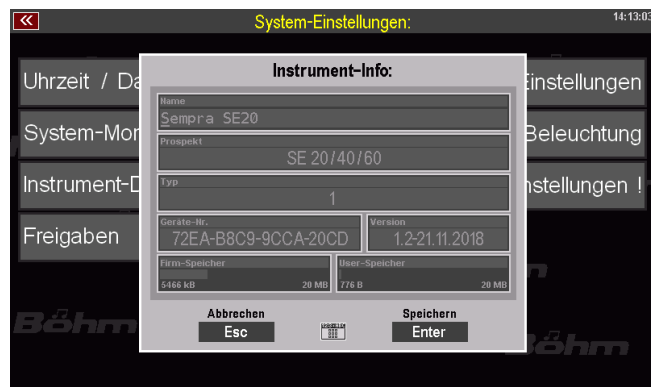 System-Einstellungen:
14:13:03
Instrument-Info:
Uhrzeit / Da
Einstellungen
Name
Sempra SE20
System-Mon
Beleuchtung
Prospekt
SE 20/40/60
Instrument-D
nstellungen !
Typ
1
Freigaben
Geräte-Nr.
72EA-B8C9-9CCA-20CD
Version
1.2-21.11.2018
Firm-Speicher
5466 kB
20 MB
User-Speicher
776 B
20 MB
Abbrechen
Esc
Speichern
Enter
Böhm
öhm